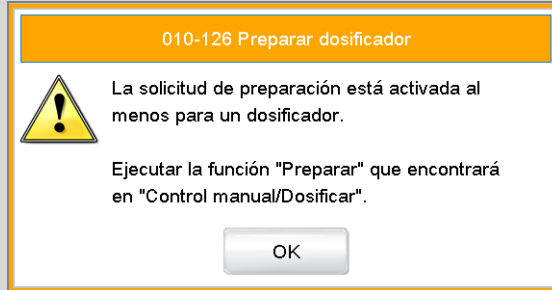 010-126 Preparar dosificador
La solicitud de preparación está activada al
menos para un dosificador.
Ejecutar la función "Preparar" que encontrará
en "Control manual/Dosificar".
OK